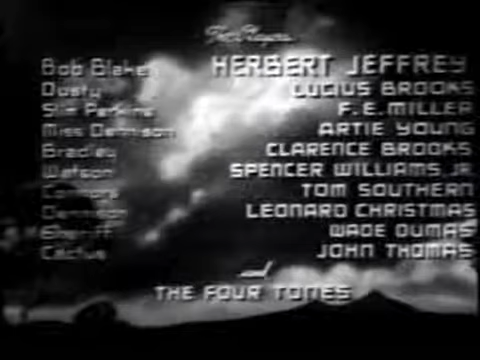 The Players
Bob Blake HERBERT JEFFREY
Dusty LUCIUS BROOKS
Slim Perkins F. E. MILLER
Miss Dennison ARTIE YOUNG
Bradley CLARENCE BROOKS
Watson SPENCER WILLIAMS JR
TOM SOUTHERN
Dennison LEONARD CHRISTMAS
Sheriff WADE DUMAS
Cactus JOHN THOMAS
and
THE FOUR TONES